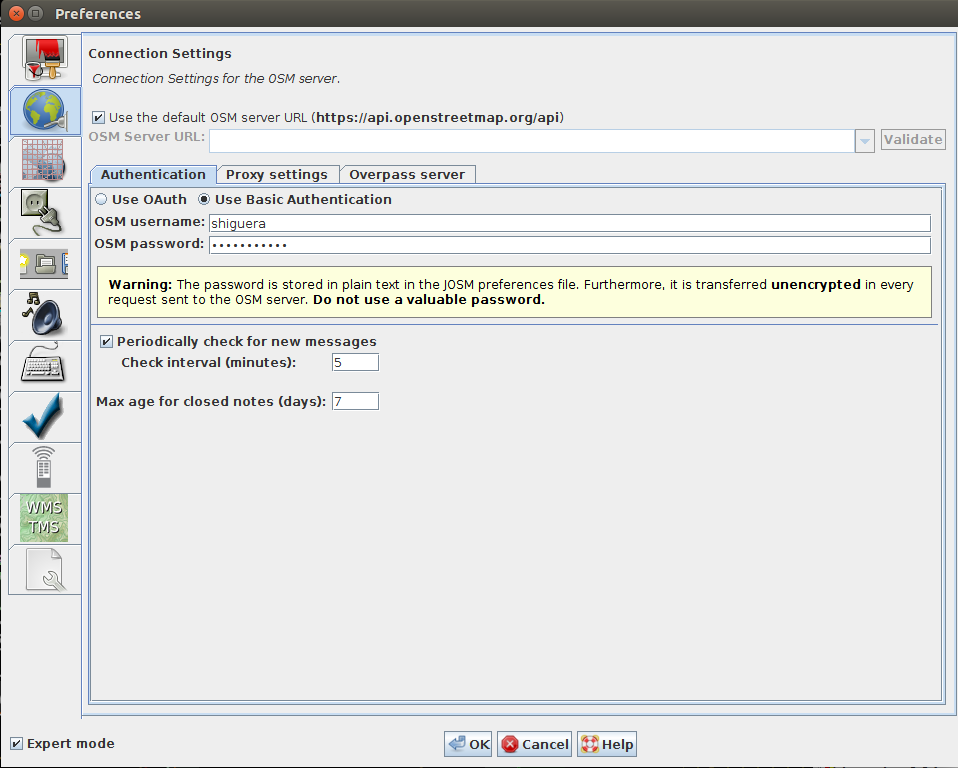 Preferences
Connection Settings
Connection Settings for the OSM server.
Use the default OSM server URL (https://api.openstreetmap.org/api)
OSM Server URL:
Validate
Authentication
Proxy settings
Overpass server
Use OAuth
Use Basic Authentication
OSM username: shiguera
OSM password: •••••••••••
Warning: The password is stored in plain text in the JOSM preferences file. Furthermore, it is transferred unencrypted in every
request sent to the OSM server. Do not use a valuable password.
Periodically check for new messages
Check interval (minutes): 5
Max age for closed notes (days): 7
WMS
TMS
Expert mode
OK
Cancel
Help